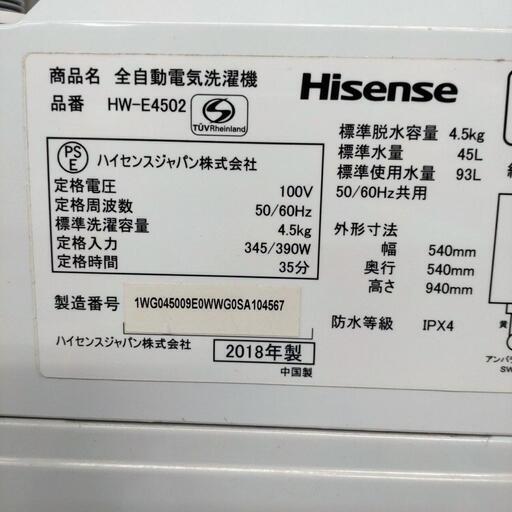 商品名 全自動電気洗濯機
品番 HW-E4502
TÜVRheinland
Hisense
PS
E
ハイセンスジャパン株式会社
定格電圧 100V
定格周波数 50/60Hz
標準洗濯容量 4.5kg
定格入力 345/390W
定格時間 35分
製造番号 1WG045009E0WWG0SA104567
ハイセンスジャパン株式会社
2018年製
中国製
標準脱水容量 4.5kg
標準水量 45L
標準使用水量 93L
50/60Hz共用
外形寸法
幅 540mm
奥行 540mm
高さ 940mm
防水等級 IPX4
黄
アンバラ
SW